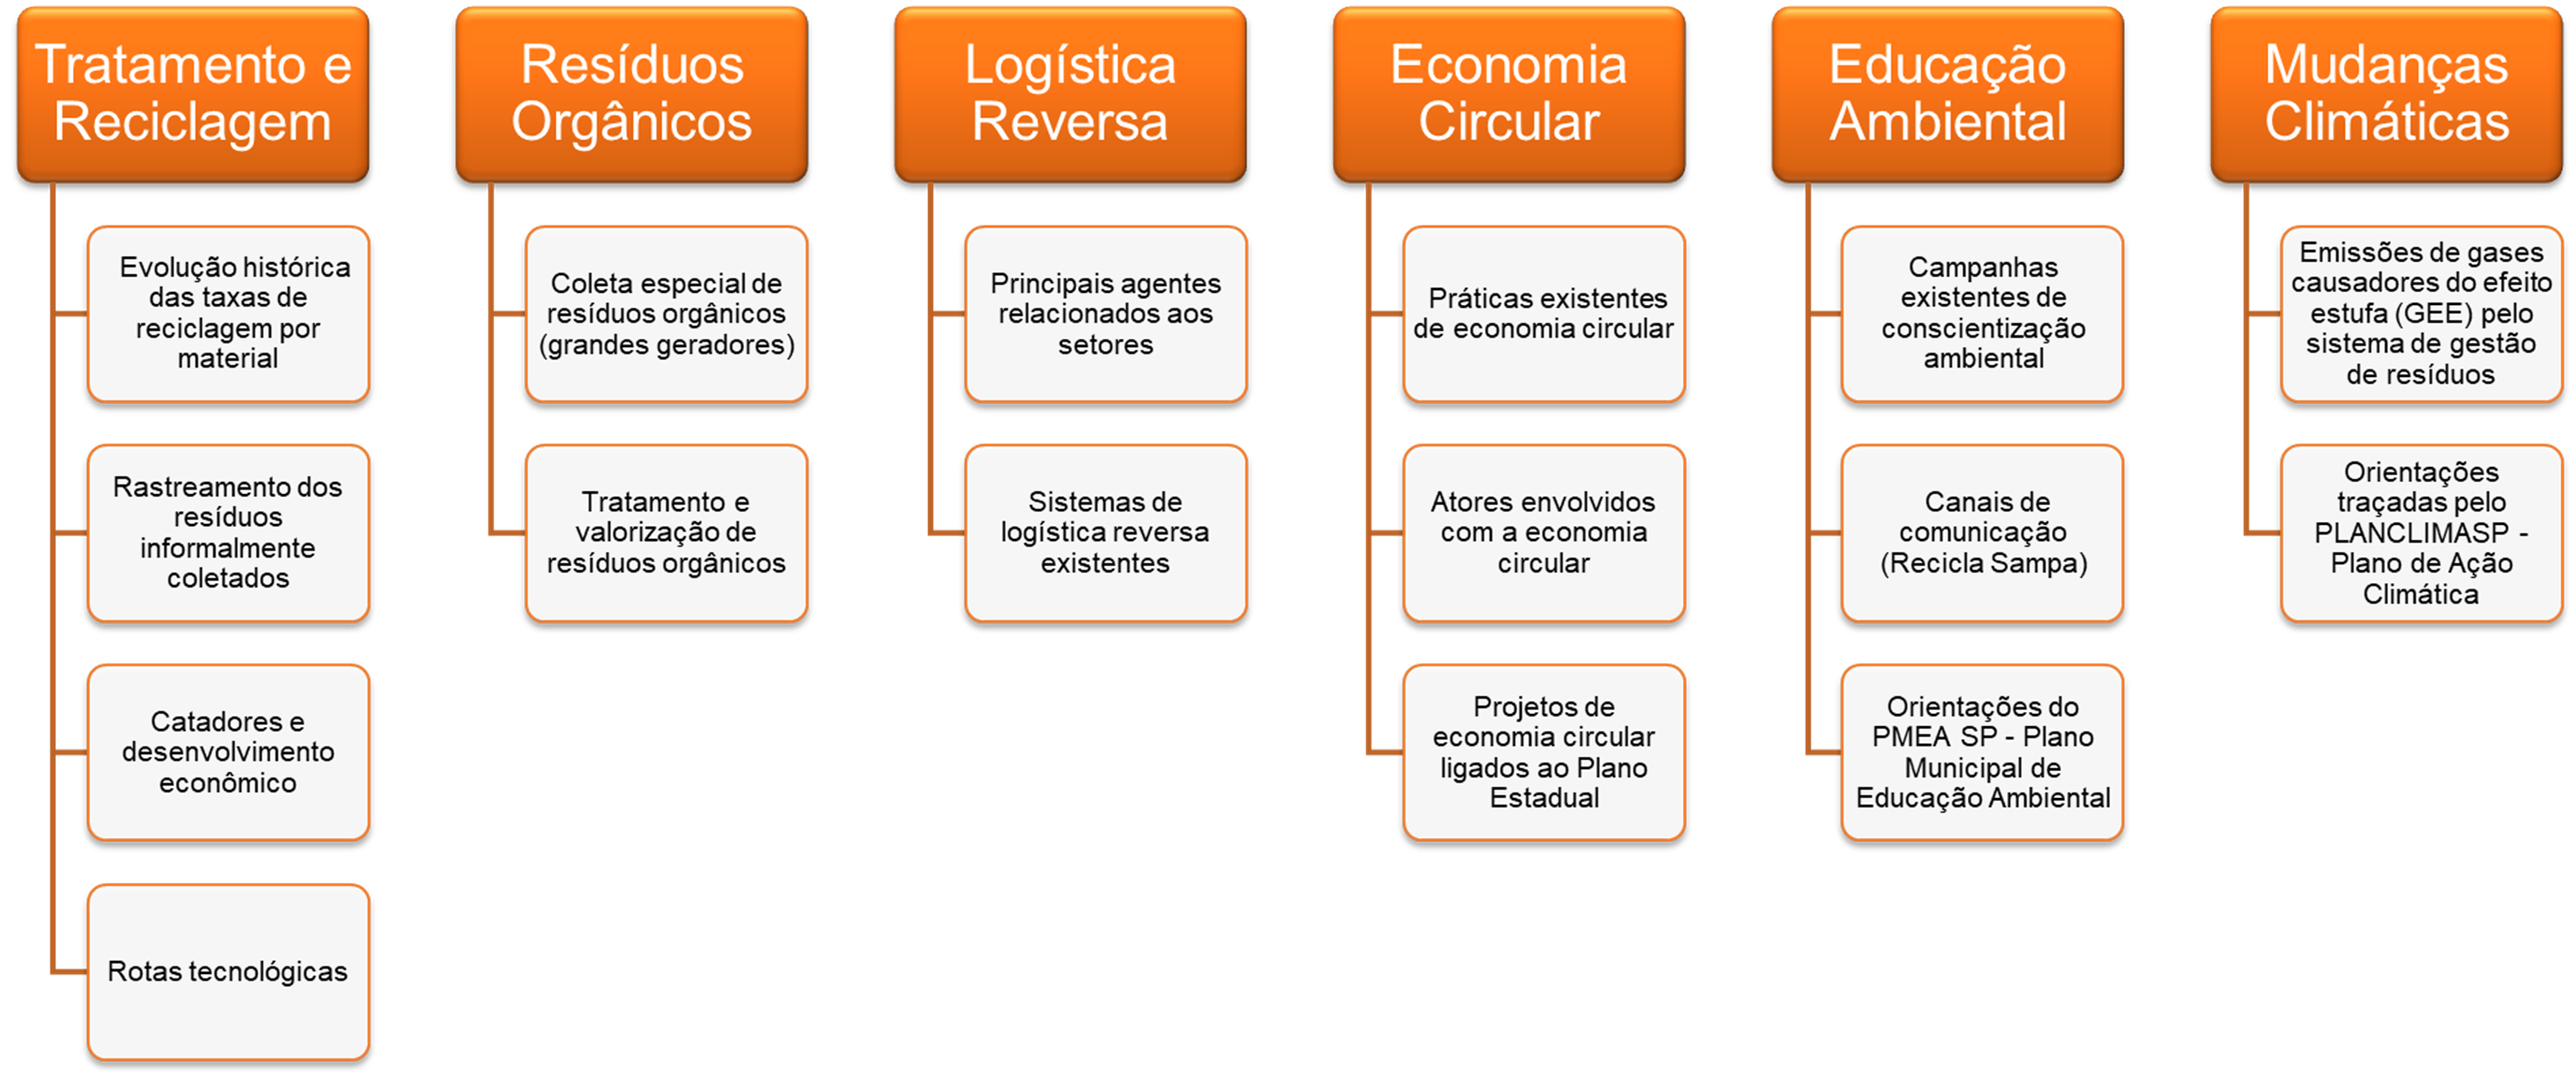 Tratamento e
Reciclagem
Evolução histórica
das taxas de
reciclagem por
material
Rastreamento dos
resíduos
informalmente
coletados
Catadores e
desenvolvimento
econômico
Rotas tecnológicas
Resíduos
Orgânicos
Coleta especial de
resíduos orgânicos
(grandes geradores)
Tratamento e
valorização de
resíduos orgânicos
Logística
Reversa
Principais agentes
relacionados aos
setores
Sistemas de
logística reversa
existentes
Economia
Circular
Práticas existentes
de economia circular
Atores envolvidos
com a economia
circular
Projetos de
economia circular
ligados ao Plano
Estadual
Educação
Ambiental
Campanhas
existentes de
conscientização
ambiental
Canais de
comunicação
(Recicla Sampa)
Orientações do
PMEA SP - Plano
Municipal de
Educação Ambiental
Mudanças
Climáticas
Emissões de gases
causadores do efeito
estufa (GEE) pelo
sistema de gestão
de resíduos
Orientações
traçadas pelo
PLANCLIMASP -
Plano de Ação
Climática